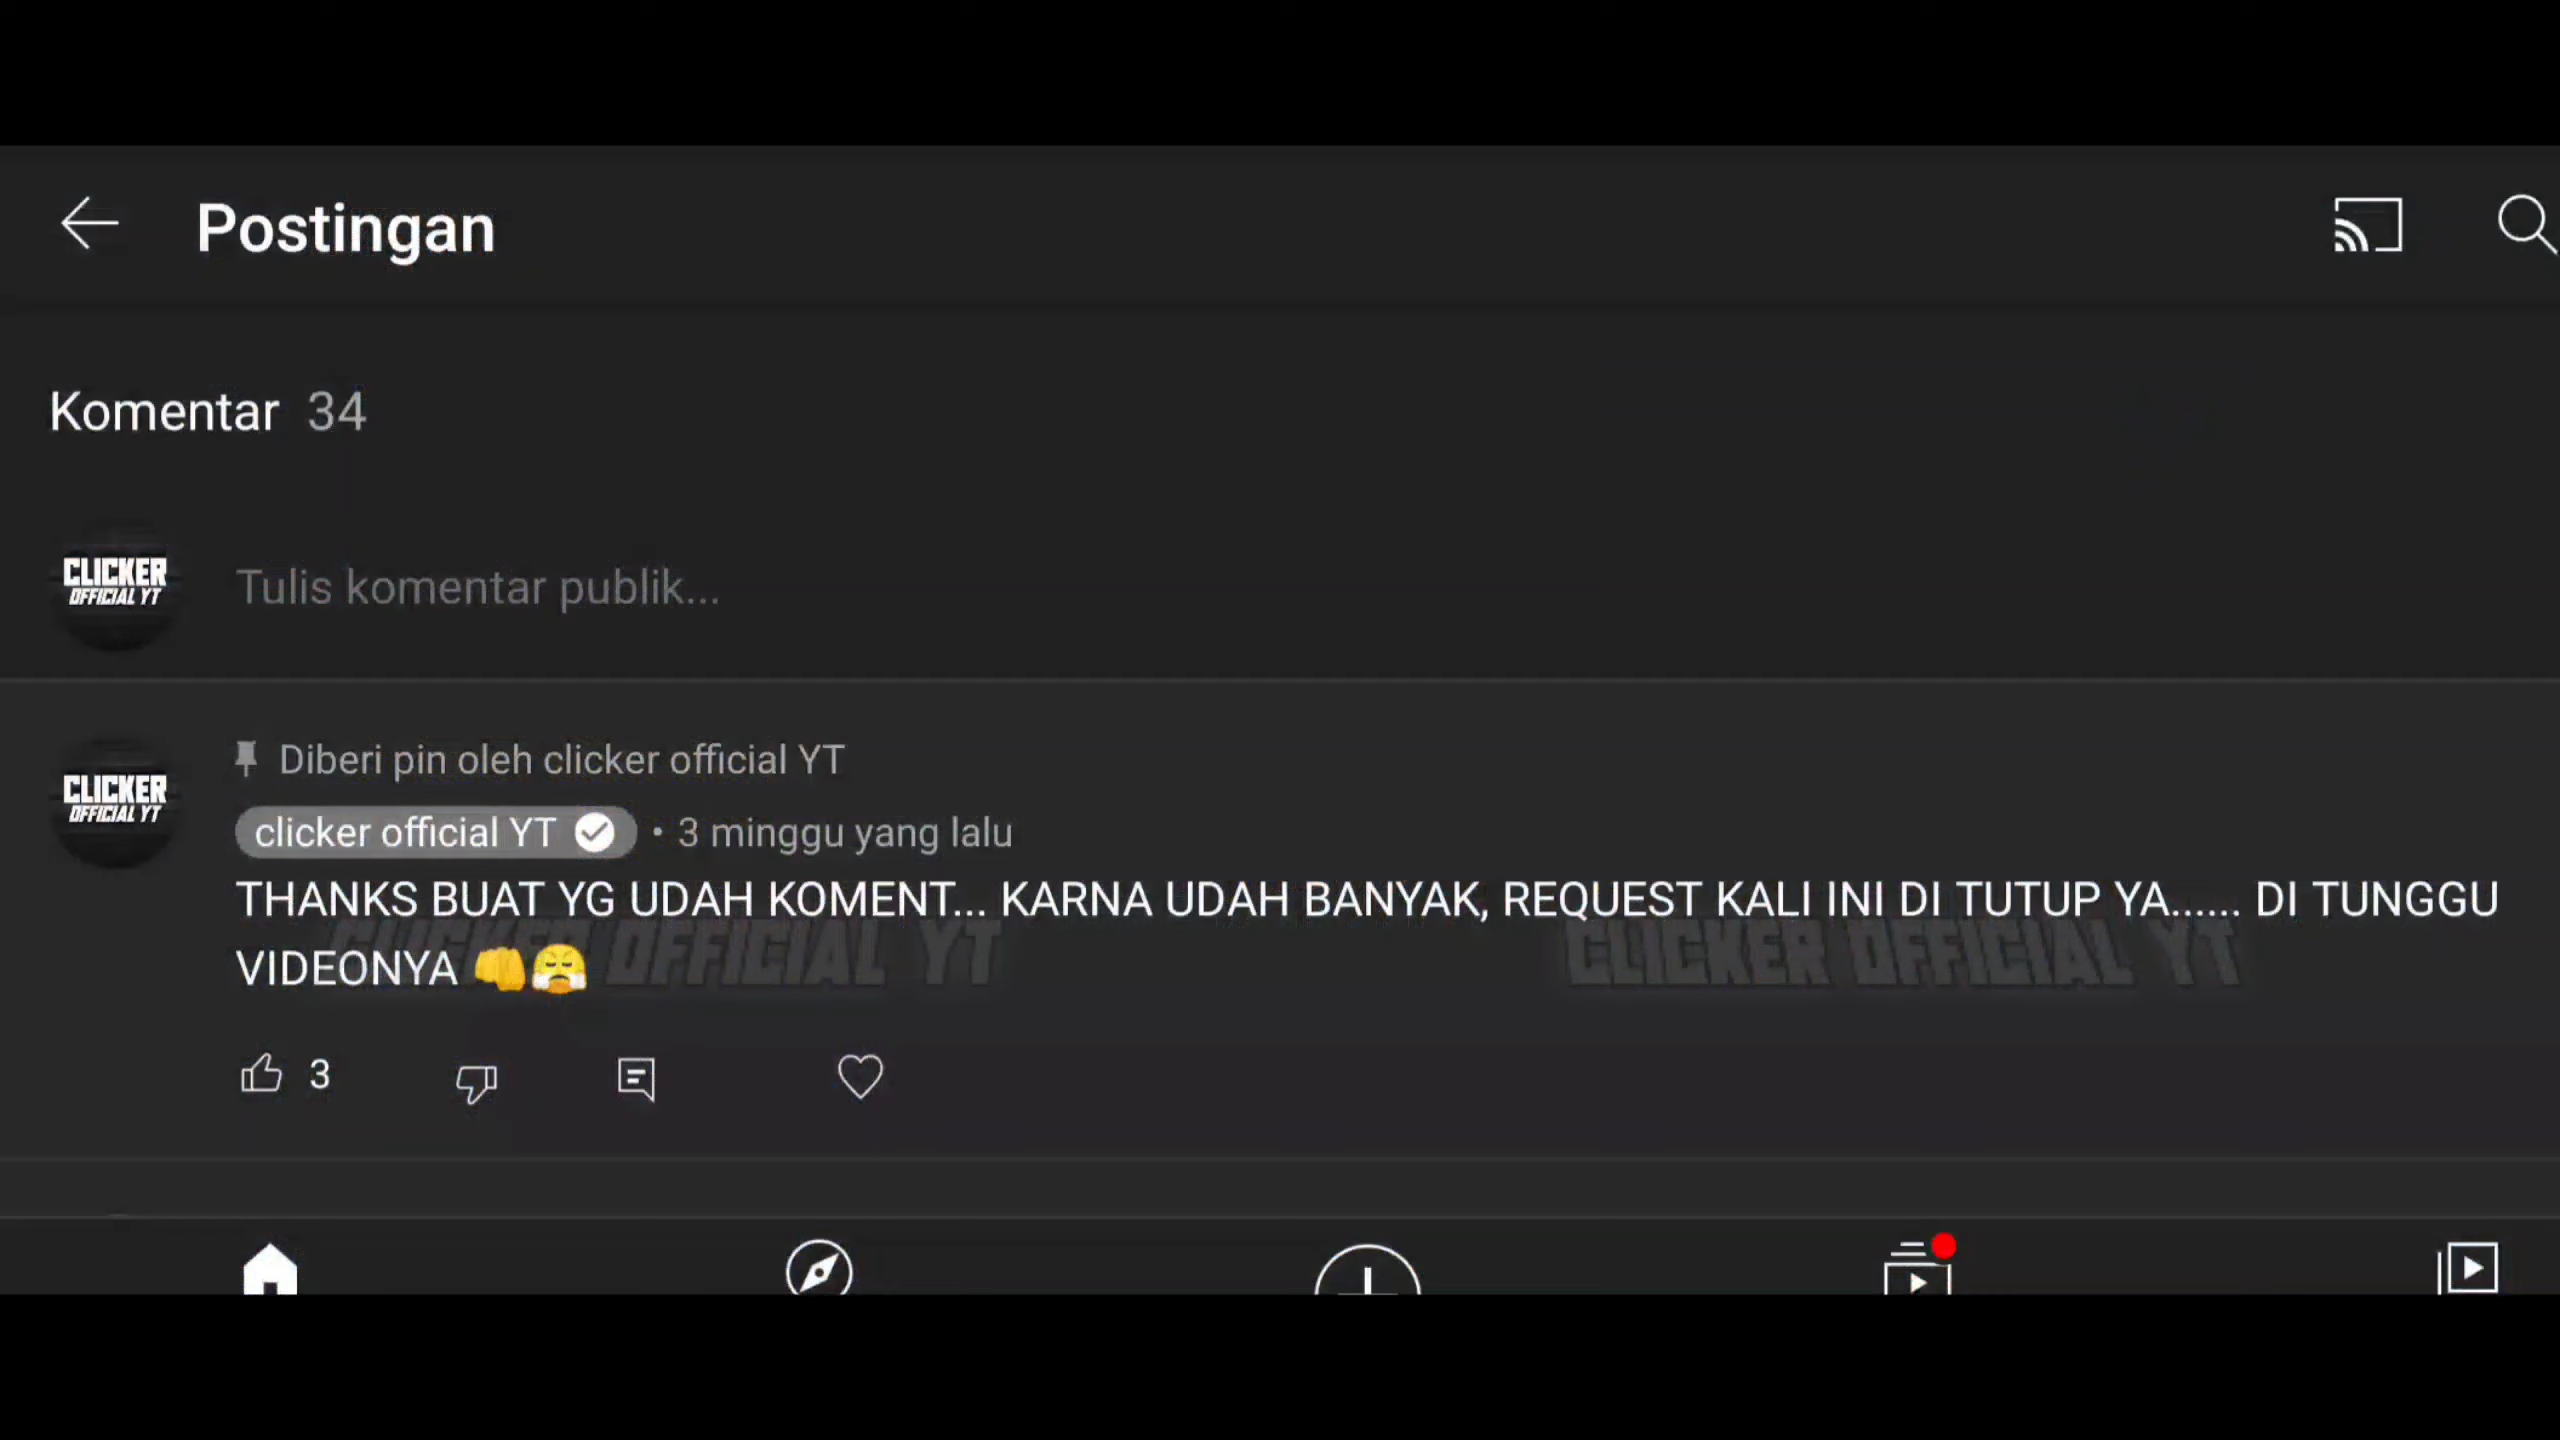 Postingan
Komentar 34
CLICKER
OFFICIAL YT
Tulis komentar publik...
CLICKER
OFFICIAL YT
Diberi pin oleh clicker official YT
clicker official YT • 3 minggu yang lalu
THANKS BUAT YG UDAH KOMENT... KARNA UDAH BANYAK, REQUEST KALI INI DI TUTUP YA...... DI TUNGGU
VIDEONYA 👊😤
CLICKER OFFICIAL YT
CLICKER OFFICIAL YT
3